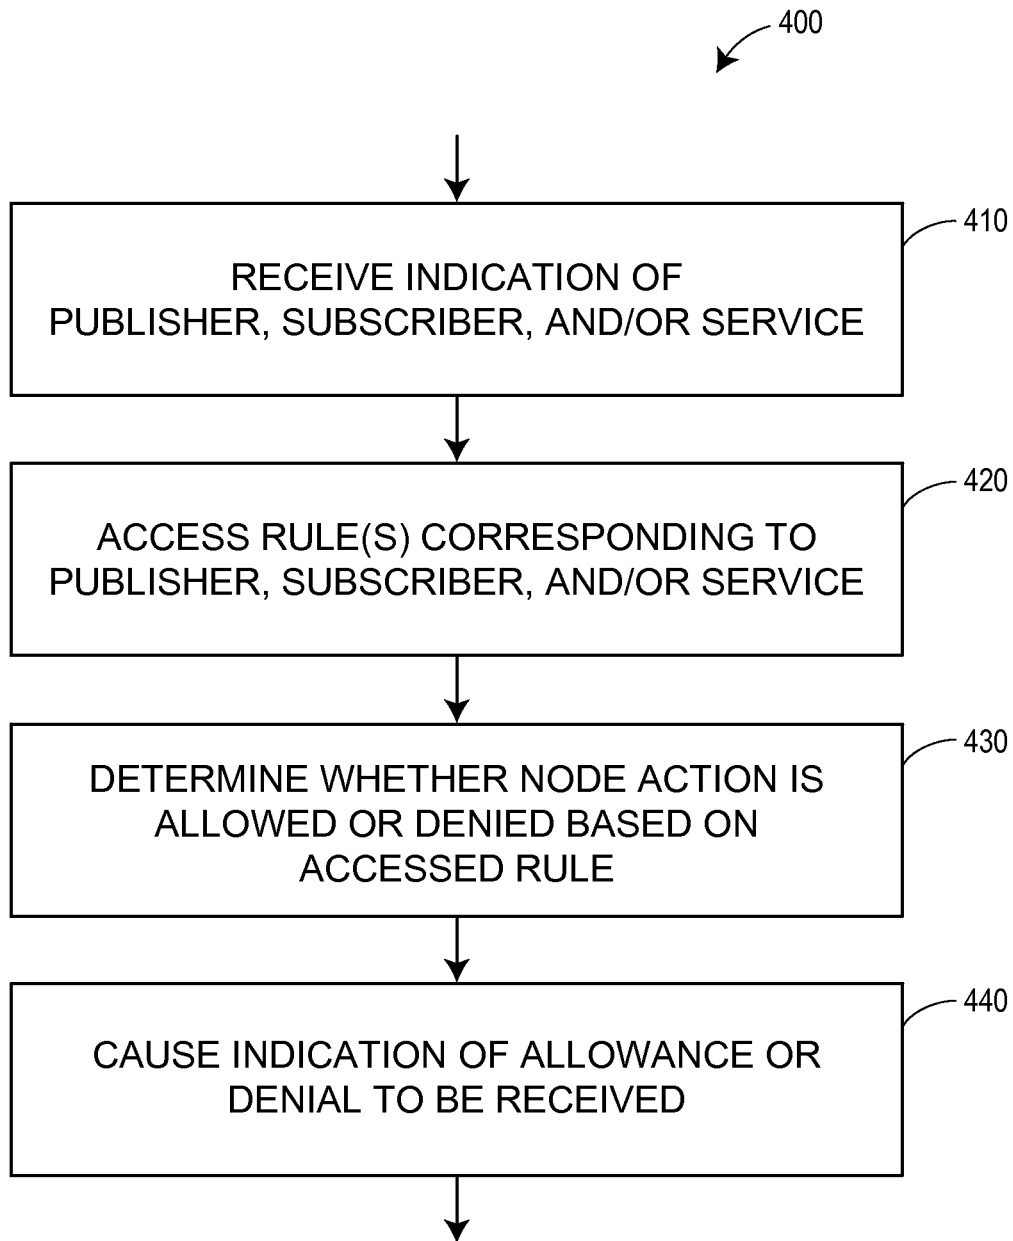 400
410
RECEIVE INDICATION OF
PUBLISHER, SUBSCRIBER, AND/OR SERVICE
420
ACCESS RULE(S) CORRESPONDING TO
PUBLISHER, SUBSCRIBER, AND/OR SERVICE
430
DETERMINE WHETHER NODE ACTION IS
ALLOWED OR DENIED BASED ON
ACCESSED RULE
440
CAUSE INDICATION OF ALLOWANCE OR
DENIAL TO BE RECEIVED